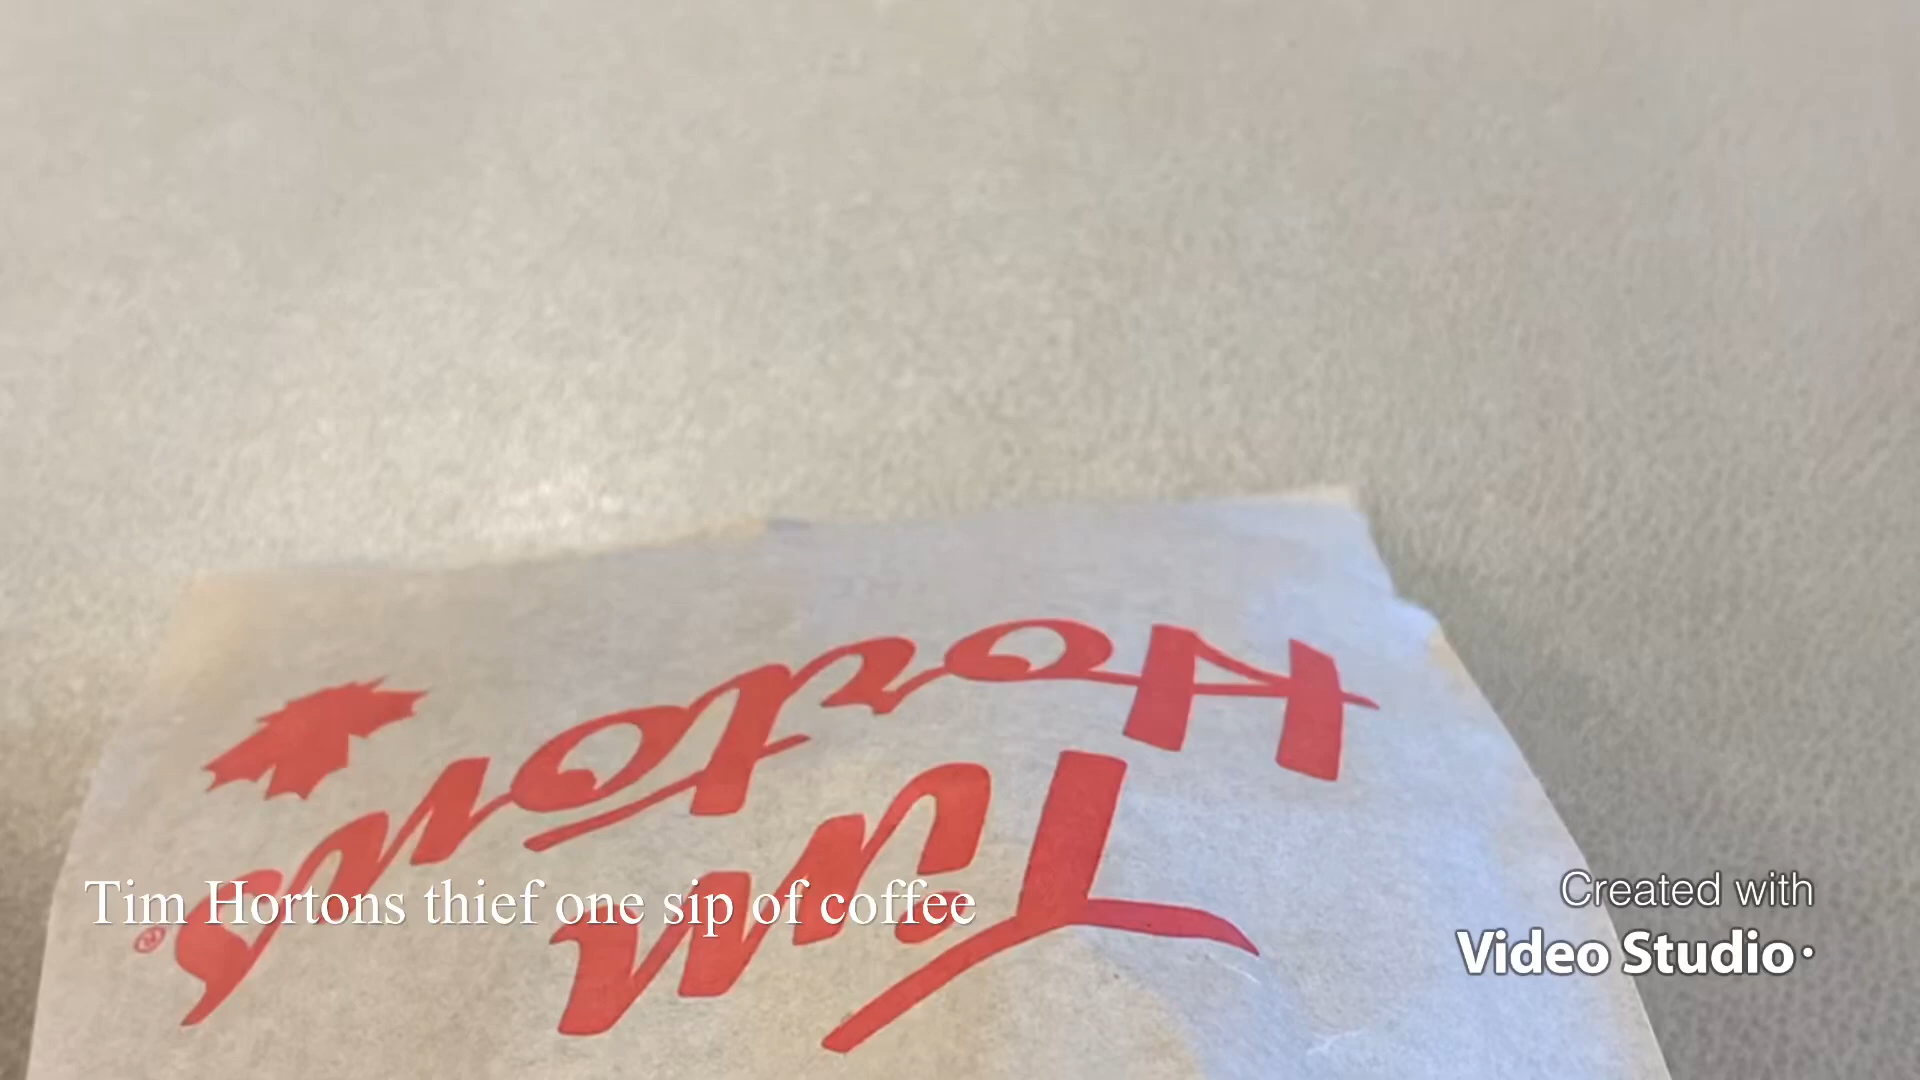 Tim
Hortons
®
Tim Hortons thief one sip of coffee
Created with
Video Studio